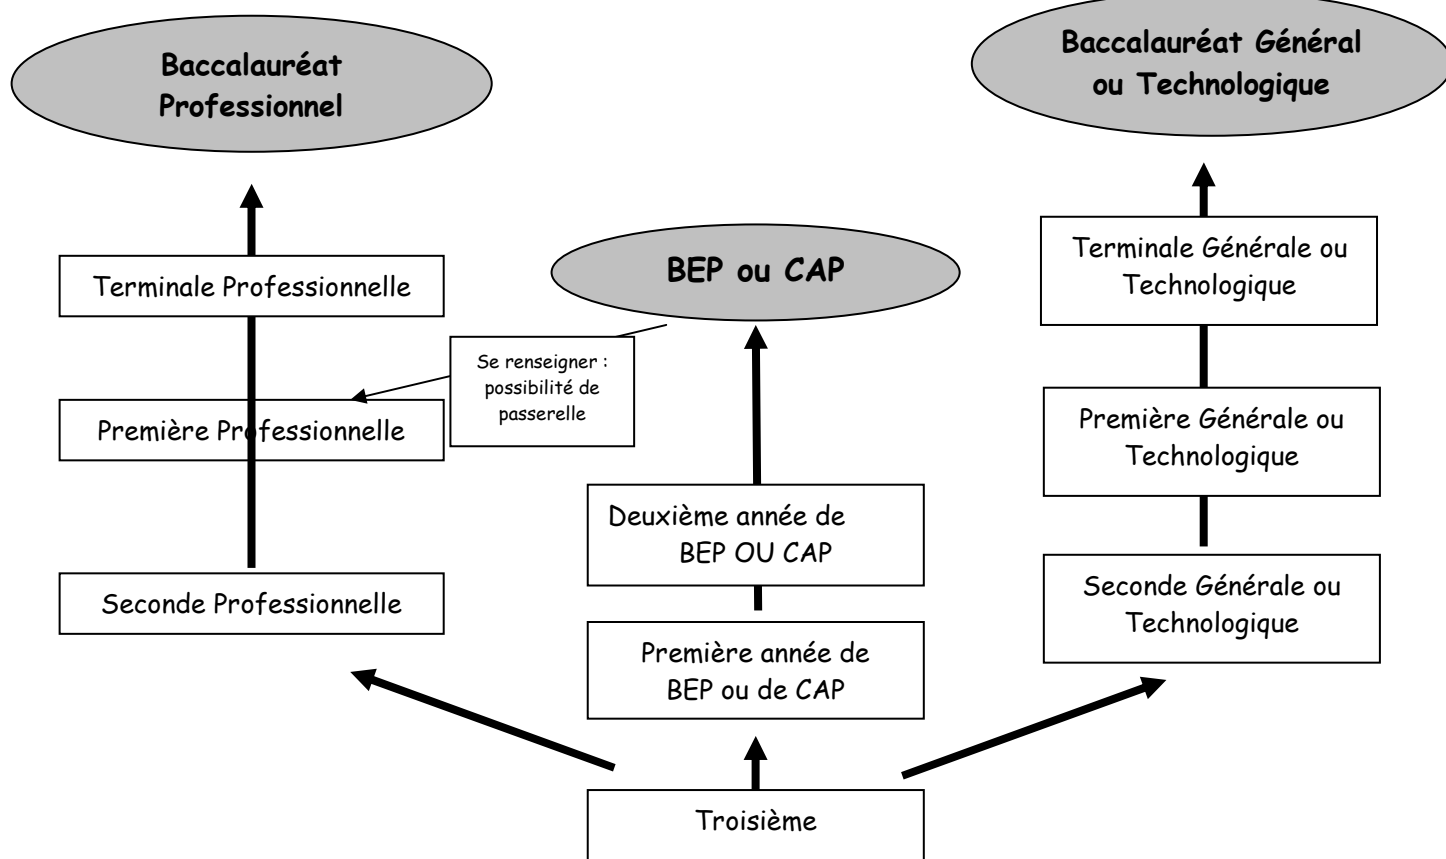 Baccalauréat
Professionnel
Baccalauréat Général
ou Technologique
Terminale Professionnelle
BEP ou CAP
Terminale Générale ou
Technologique
Se renseigner :
possibilité de
passerelle
Première Professionnelle
Première Générale ou
Technologique
Deuxième année de
BEP OU CAP
Seconde Professionnelle
Seconde Générale ou
Technologique
Première année de
BEP ou de CAP
Troisième